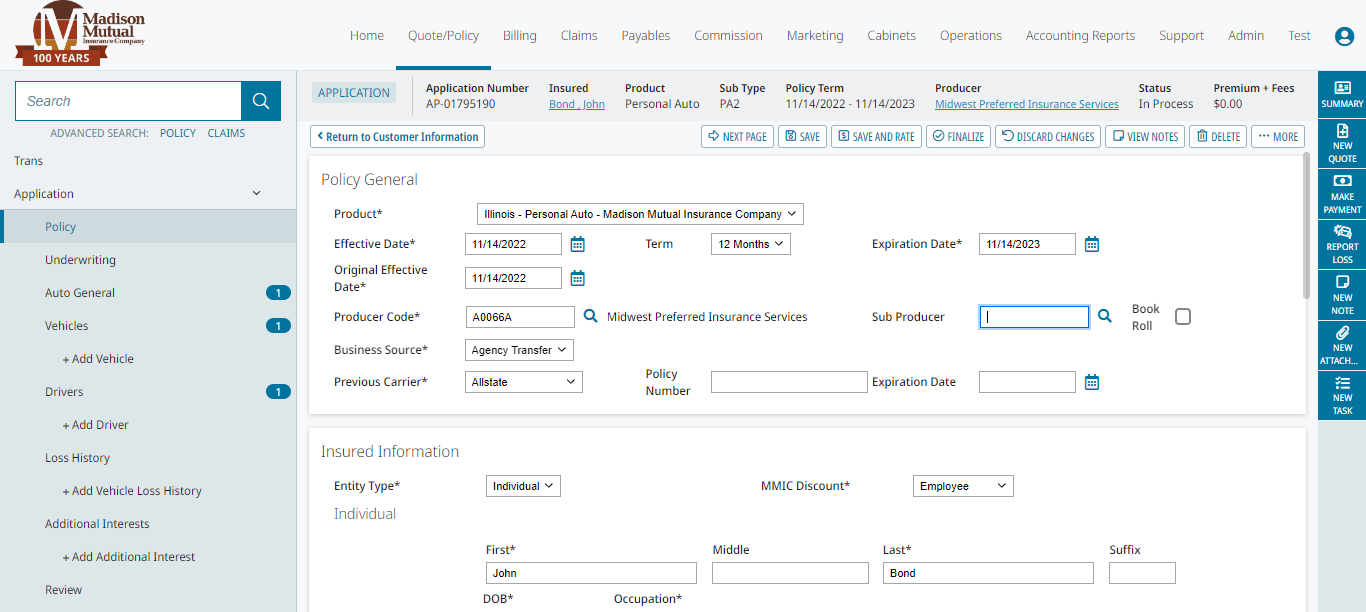 Madison
Mutual
Insurance Company
100 YEARS
Home Quote/Policy Billing Claims Payables Commission Marketing Cabinets Operations Accounting Reports Support Admin Test
Search
ADVANCED SEARCH: POLICY CLAIMS
Trans
Application
Policy
Underwriting
Auto General 1
Vehicles 1
+ Add Vehicle
Drivers 1
+ Add Driver
Loss History
+ Add Vehicle Loss History
Additional Interests
+ Add Additional Interest
Review
APPLICATION
Application Number Insured Product Sub Type Policy Term Producer Status Premium + Fees
AP-01795190 Bond , John Personal Auto PA2 11/14/2022 - 11/14/2023 Midwest Preferred Insurance Services In Process $0.00
Return to Customer Information
NEXT PAGE SAVE SAVE AND RATE FINALIZE DISCARD CHANGES VIEW NOTES DELETE ··· MORE
Policy General
Product* Illinois - Personal Auto - Madison Mutual Insurance Company
Effective Date* 11/14/2022 Term 12 Months Expiration Date* 11/14/2023
Original Effective
Date* 11/14/2022
Producer Code* A0066A Midwest Preferred Insurance Services Sub Producer Book
Roll
Business Source* Agency Transfer
Previous Carrier* Allstate Policy
Number Expiration Date
Insured Information
Entity Type* Individual MMIC Discount* Employee
Individual
First* Middle Last* Suffix
John Bond
DOB* Occupation*
SUMMARY
NEW
QUOTE
MAKE
PAYMENT
REPORT
LOSS
NEW
NOTE
NEW
ATTACH...
NEW
TASK